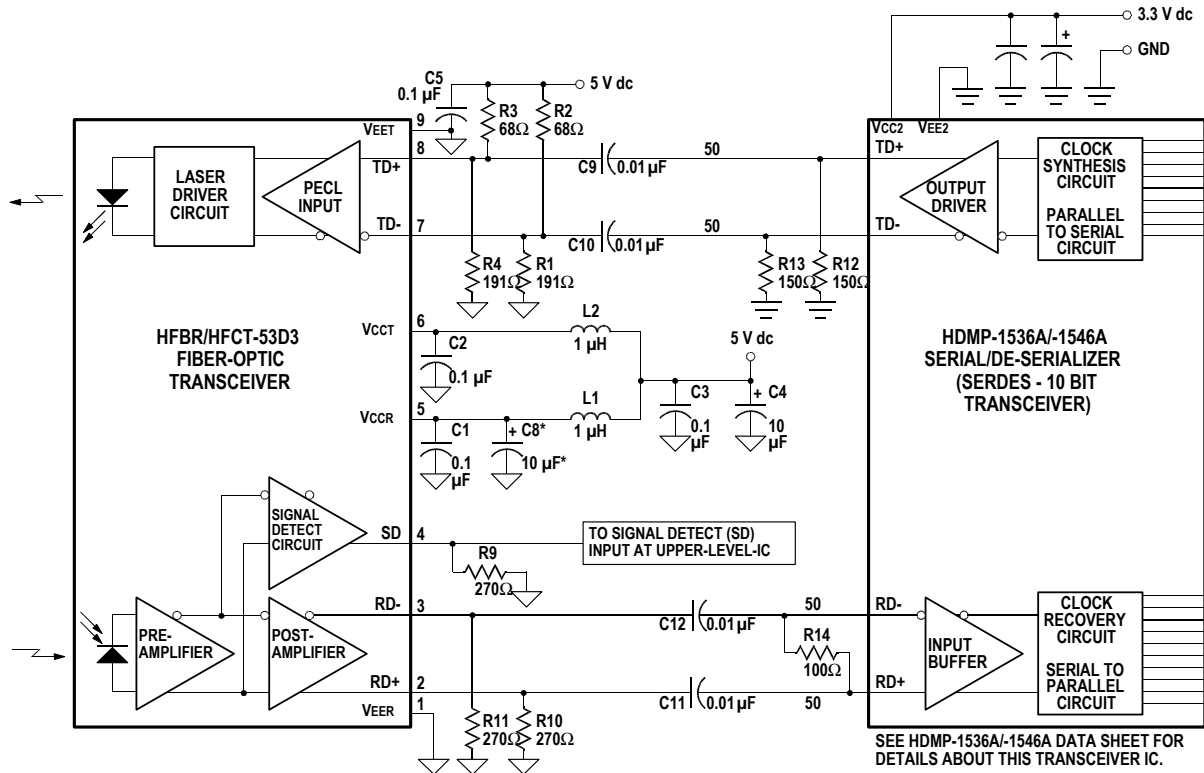 3.3 V dc
GND
C5
0.1 µF
5 V dc
R3
68Ω
R2
68Ω
9
VEET
8
TD+
C9
0.01 µF
50
VCC2
VEE2
TD+
LASER
DRIVER
CIRCUIT
PECL
INPUT
OUTPUT
DRIVER
CLOCK
SYNTHESIS
CIRCUIT
PARALLEL
TO SERIAL
CIRCUIT
TD-
7
C10
0.01 µF
50
TD-
R4
191Ω
R1
191Ω
R13
150Ω
R12
150Ω
HFBR/HFCT-53D3
FIBER-OPTIC
TRANSCEIVER
VCCT
6
L2
1 µH
C2
0.1 µF
5 V dc
HDMP-1536A/-1546A
SERIAL/DE-SERIALIZER
(SERDES - 10 BIT
TRANSCEIVER)
VCCR
5
L1
1 µH
C1
0.1
µF
+ C8*
10 µF*
C3
0.1
µF
+ C4
10
µF
SIGNAL
DETECT
CIRCUIT
SD
4
R9
270Ω
TO SIGNAL DETECT (SD)
INPUT AT UPPER-LEVEL-IC
PRE-
AMPLIFIER
POST-
AMPLIFIER
RD-
3
C12
0.01 µF
50
RD-
R14
100Ω
INPUT
BUFFER
CLOCK
RECOVERY
CIRCUIT
SERIAL TO
PARALLEL
CIRCUIT
RD+
2
C11
0.01 µF
50
RD+
VEER
1
R11
270Ω
R10
270Ω
SEE HDMP-1536A/-1546A DATA SHEET FOR
DETAILS ABOUT THIS TRANSCEIVER IC.